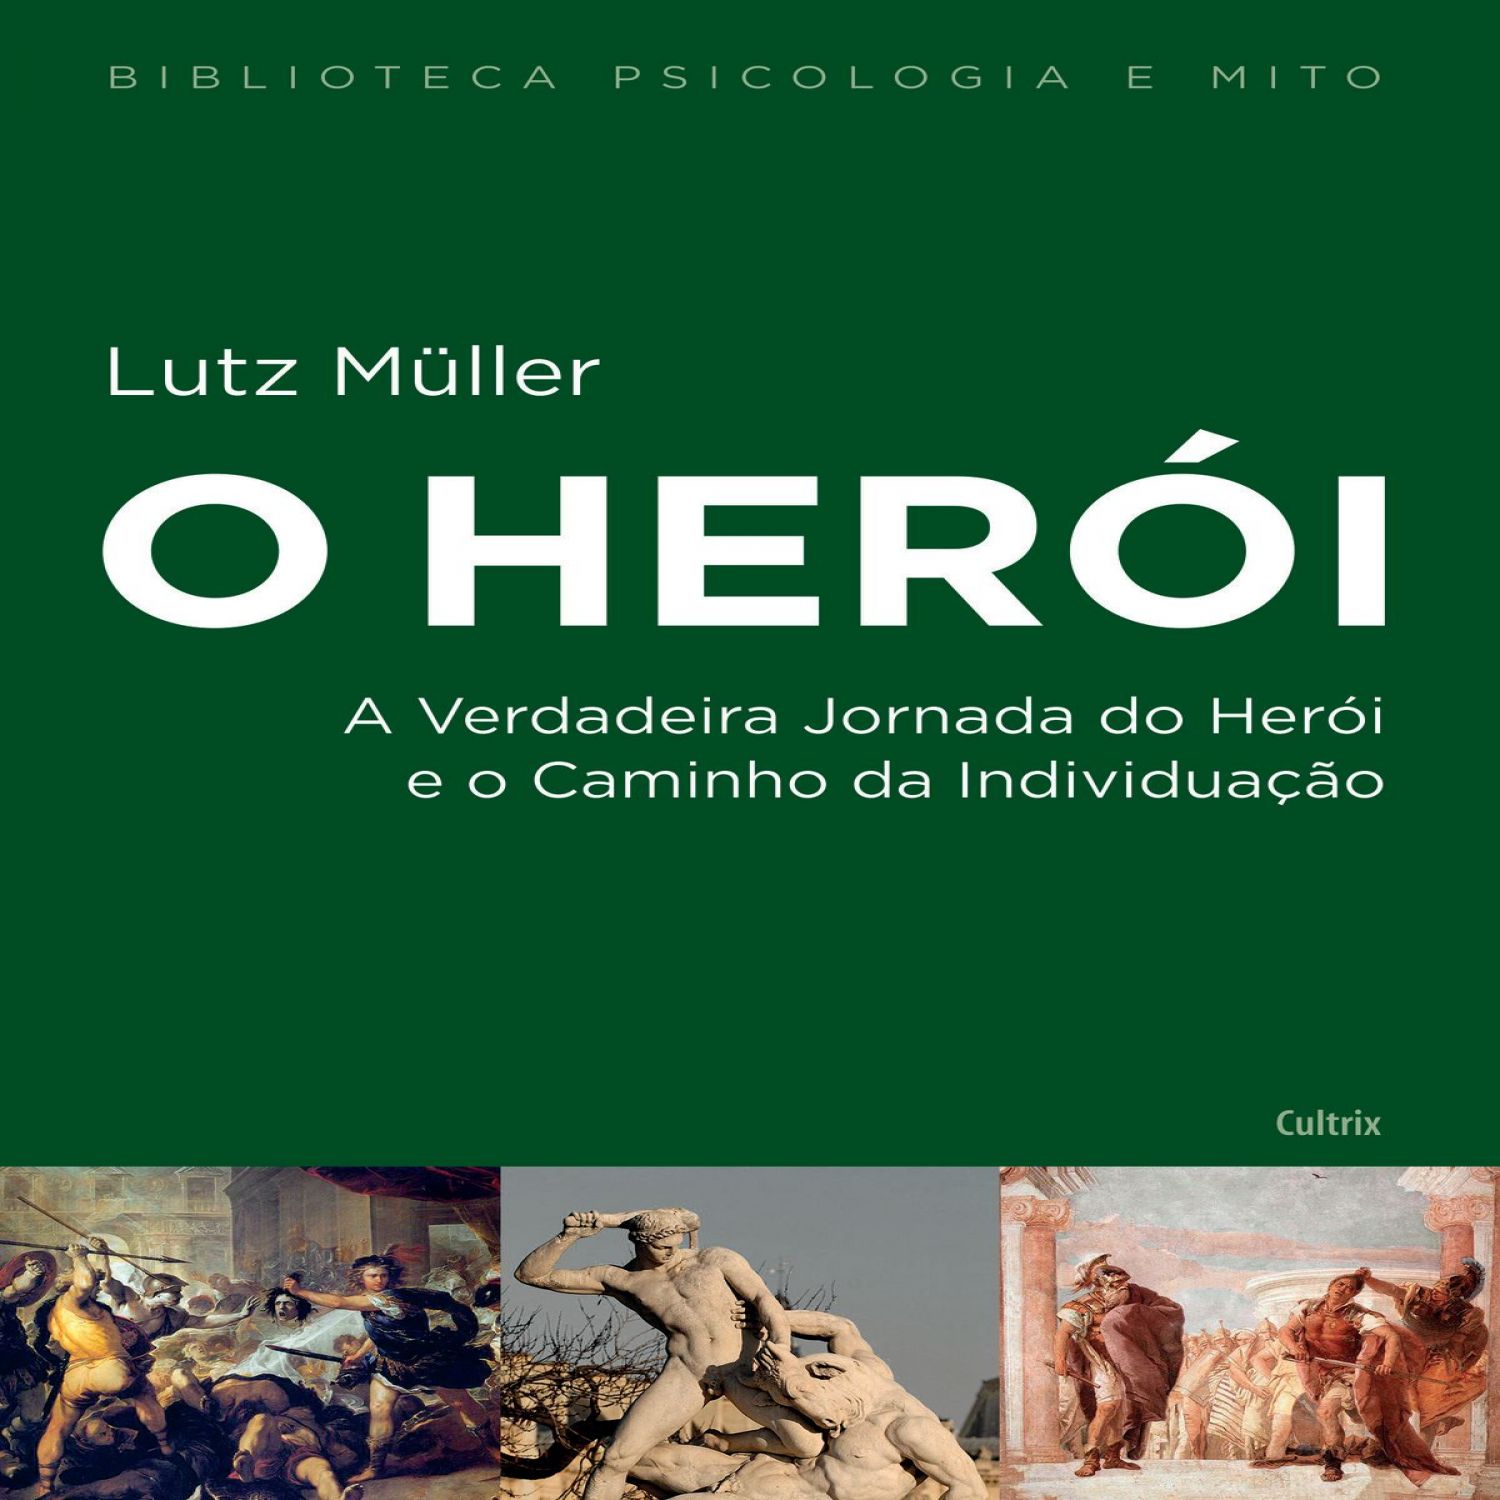 BIBLIOTECA PSICOLOGIA E MITO
Lutz Müller
O HERÓI
A Verdadeira Jornada do Herói
e o Caminho da Individuação
Cultrix